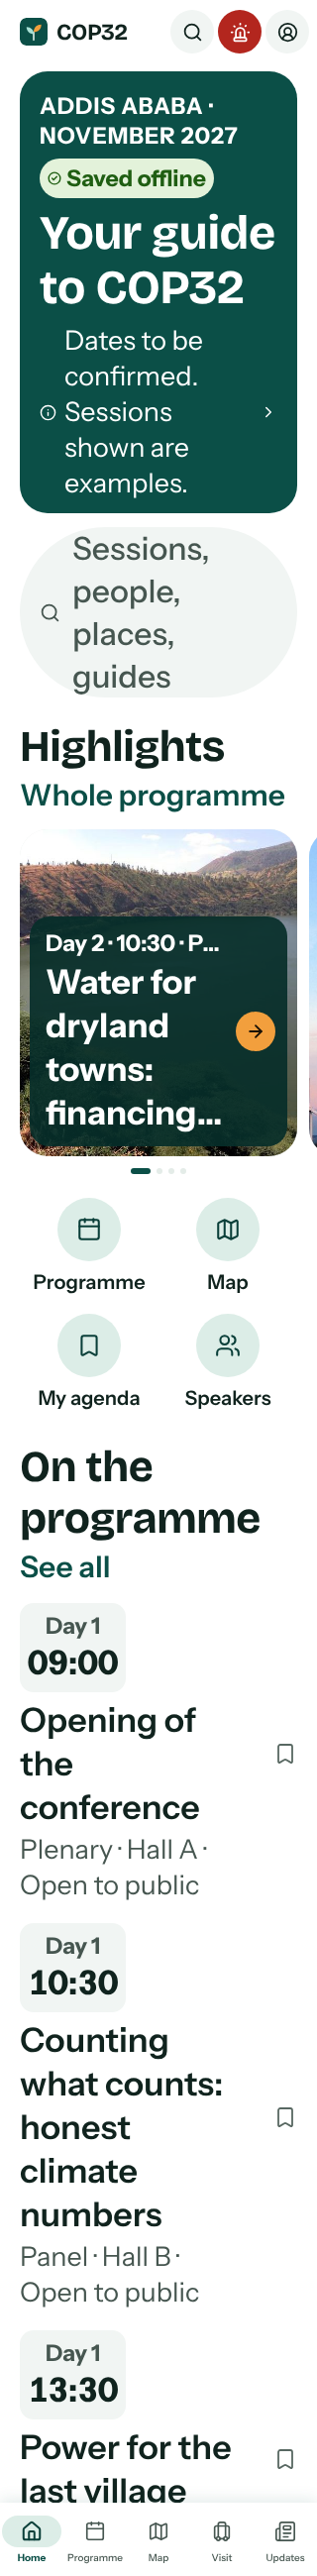 COP32
ADDIS ABABA ·
NOVEMBER 2027
Saved offline
Your guide
to COP32
Dates to be
confirmed.
Sessions
shown are
examples.
Sessions,
people,
places,
guides
Highlights
Whole programme
Day 2 · 10:30 · P...
Water for
dryland
towns:
financing...
Programme
Map
My agenda
Speakers
On the
programme
See all
Day 1
09:00
Opening of
the
conference
Plenary · Hall A ·
Open to public
Day 1
10:30
Counting
what counts:
honest
climate
numbers
Panel · Hall B ·
Open to public
Day 1
13:30
Power for the
last village
Home
Programme
Map
Visit
Updates